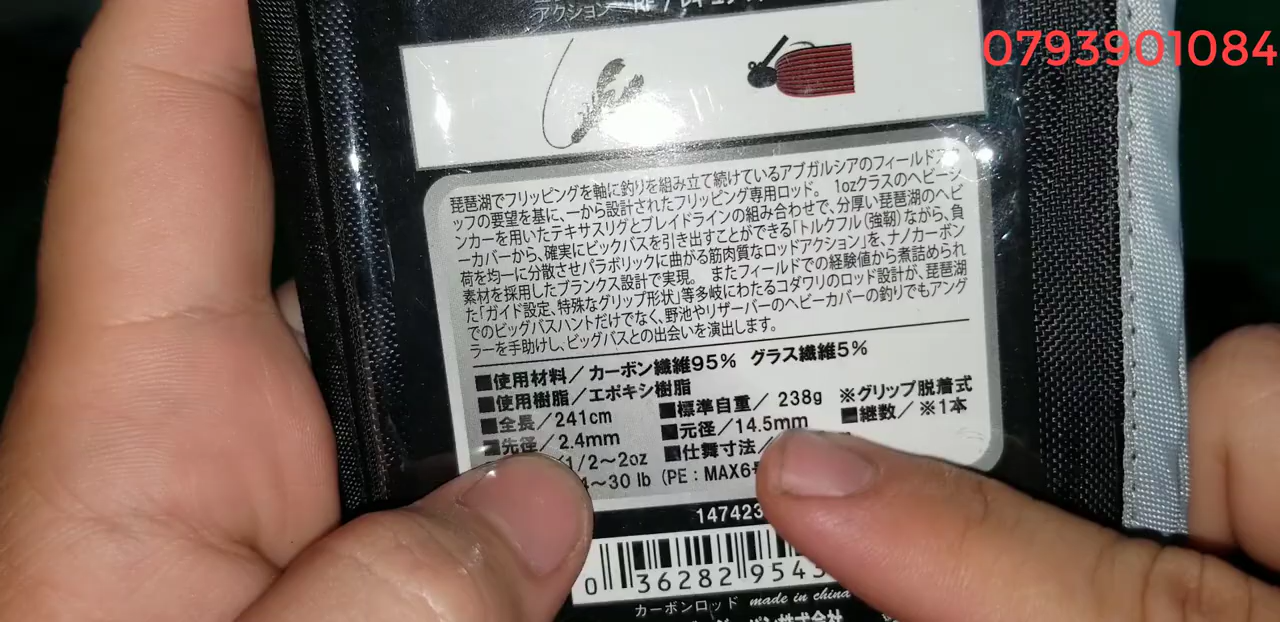 0793901084
アクション
琵琶湖でフリッピングを軸に釣りを組み立て続けているアブガルシアのフィールドス
ッフの要望を基に、一から設計されたフリッピング専用ロッド。 1ozクラスのヘビーシ
ンカーを用いたテキサスリグとブレイドラインの組み合わせで、分厚い琵琶湖のヘビ
ーカバーから、確実にビックバスを引き出すことができる「トルクフル(強靭)ながら、負
荷を均一に分散させパラボリックに曲がる筋肉質なロッドアクション」を、ナノカーボン
素材を採用したブランクス設計で実現。 またフィールドでの経験値から煮詰められ
た「ガイド設定、特殊なグリップ形状」等多岐にわたるコダワリのロッド設計が、琵琶湖
でのビッグバスハントだけでなく、野池やリザーバーのヘビーカバーの釣りでもアング
ラーを手助けし、ビッグバスとの出会いを演出します。
■使用材料／カーボン繊維95% グラス繊維5%
■使用樹脂／エポキシ樹脂
■全長／241cm ■標準自重／238g ※グリップ脱着式
■先径／2.4mm ■元径／14.5mm ■継数／※1本
1/2～2oz ■仕舞寸法／
～30 lb (PE：MAX6
147423
0 36282 954
カーボンロッド made in china
株式会社